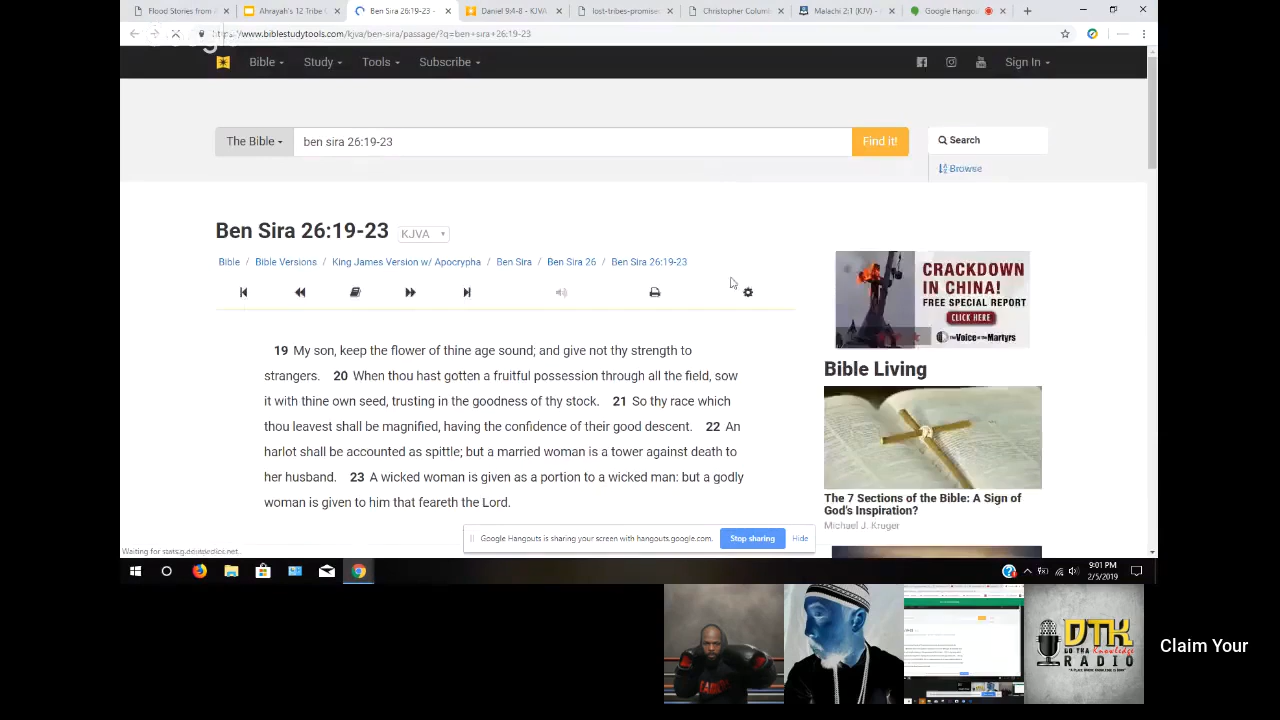 Flood Stories from
Ahrayah's 12 Tribe C
Ben Sira 26:19-23 -
Daniel 9:4-8 - KJVA
lost-tribes-promise
Christopher Columb
Malachi 2:1 (KJV) -
Google Hangou
https://www.biblestudytools.com/kjva/ben-sira/passage/?q=ben+sira+26:19-23
Google
Bible Study Tools Subscribe Sign In
The Bible ben sira 26:19-23 Find it! Search
Browse
Ben Sira 26:19-23 KJVA
Bible / Bible Versions / King James Version w/ Apocrypha / Ben Sira / Ben Sira 26 / Ben Sira 26:19-23
19 My son, keep the flower of thine age sound; and give not thy strength to
strangers. 20 When thou hast gotten a fruitful possession through all the field, sow
it with thine own seed, trusting in the goodness of thy stock. 21 So thy race which
thou leavest shall be magnified, having the confidence of their good descent. 22 An
harlot shall be accounted as spittle; but a married woman is a tower against death to
her husband. 23 A wicked woman is given as a portion to a wicked man: but a godly
woman is given to him that feareth the Lord.
CRACKDOWN
IN CHINA!
FREE SPECIAL REPORT
CLICK HERE
The Voice of the Martyrs
Bible Living
The 7 Sections of the Bible: A Sign of
God's Inspiration?
Michael J. Kruger
Google Hangouts is sharing your screen with hangouts.google.com. Stop sharing Hide
9:01 PM
2/5/2019
DTK
Knowledge
RADIO
Claim Your